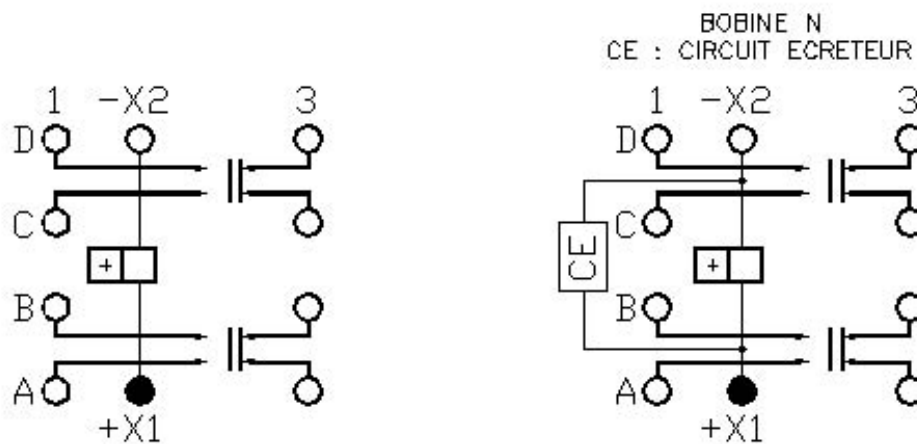 BOBINE N
CE : CIRCUIT ECRETEUR
1 -X2 3
D
C
+
B
A
+X1
1 -X2 3
D
C
CE
+
B
A
+X1